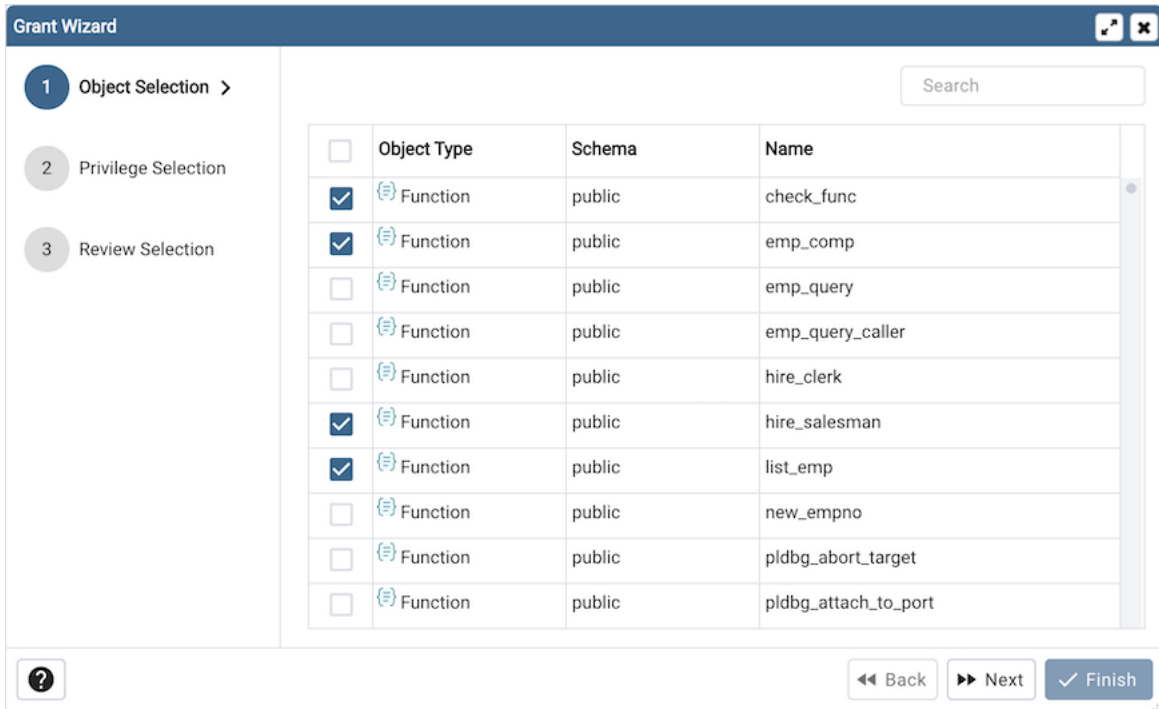 Grant Wizard
1 Object Selection
2 Privilege Selection
3 Review Selection
Search
Object Type Schema Name
Function public check_func
Function public emp_comp
Function public emp_query
Function public emp_query_caller
Function public hire_clerk
Function public hire_salesman
Function public list_emp
Function public new_empno
Function public pldbg_abort_target
Function public pldbg_attach_to_port
? Back Next Finish